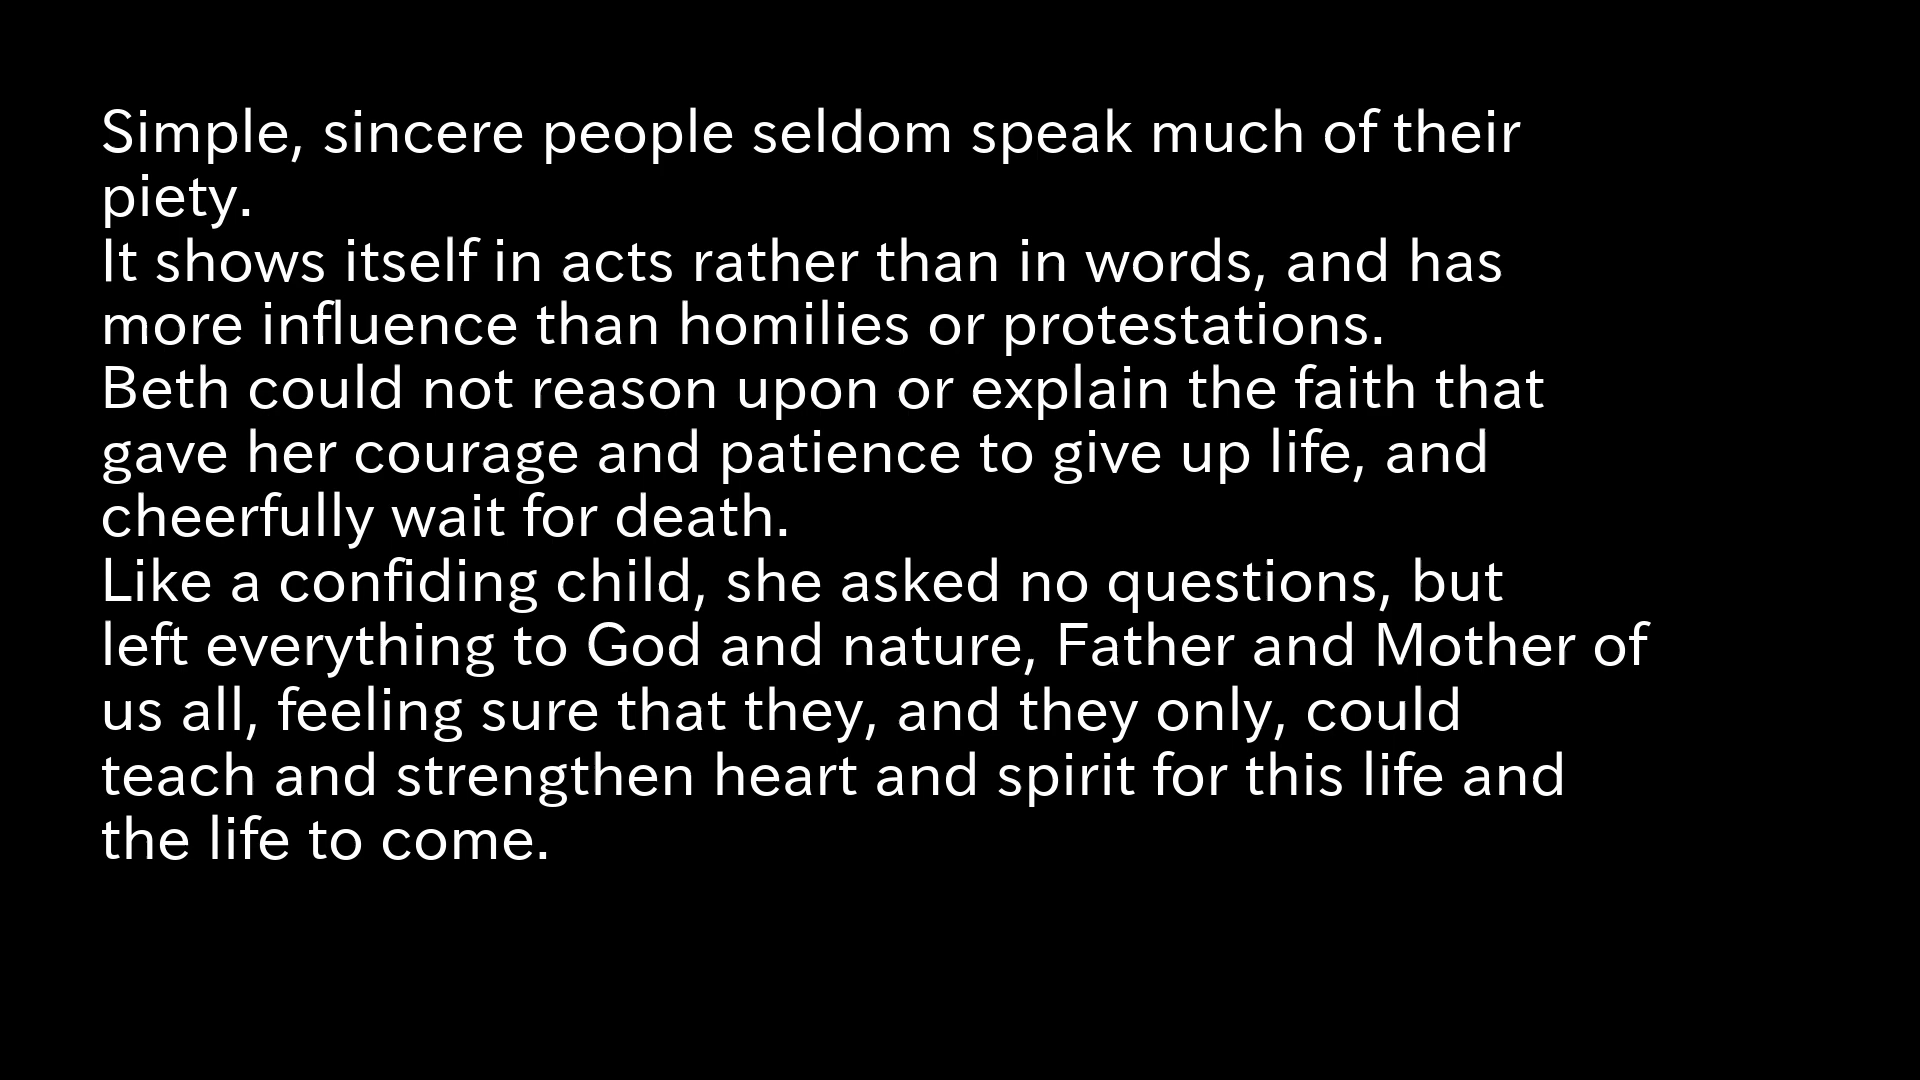 Simple, sincere people seldom speak much of their
piety.
It shows itself in acts rather than in words, and has
more influence than homilies or protestations.
Beth could not reason upon or explain the faith that
gave her courage and patience to give up life, and
cheerfully wait for death.
Like a confiding child, she asked no questions, but
left everything to God and nature, Father and Mother of
us all, feeling sure that they, and they only, could
teach and strengthen heart and spirit for this life and
the life to come.